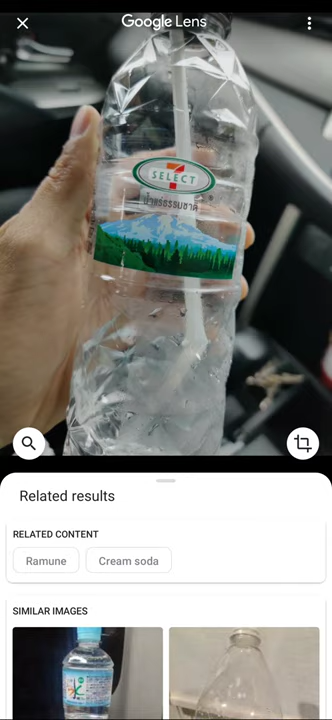 Google Lens
7
SELECT
น้ำแร่ธรรมชาติ
Related results
RELATED CONTENT
Ramune
Cream soda
SIMILAR IMAGES